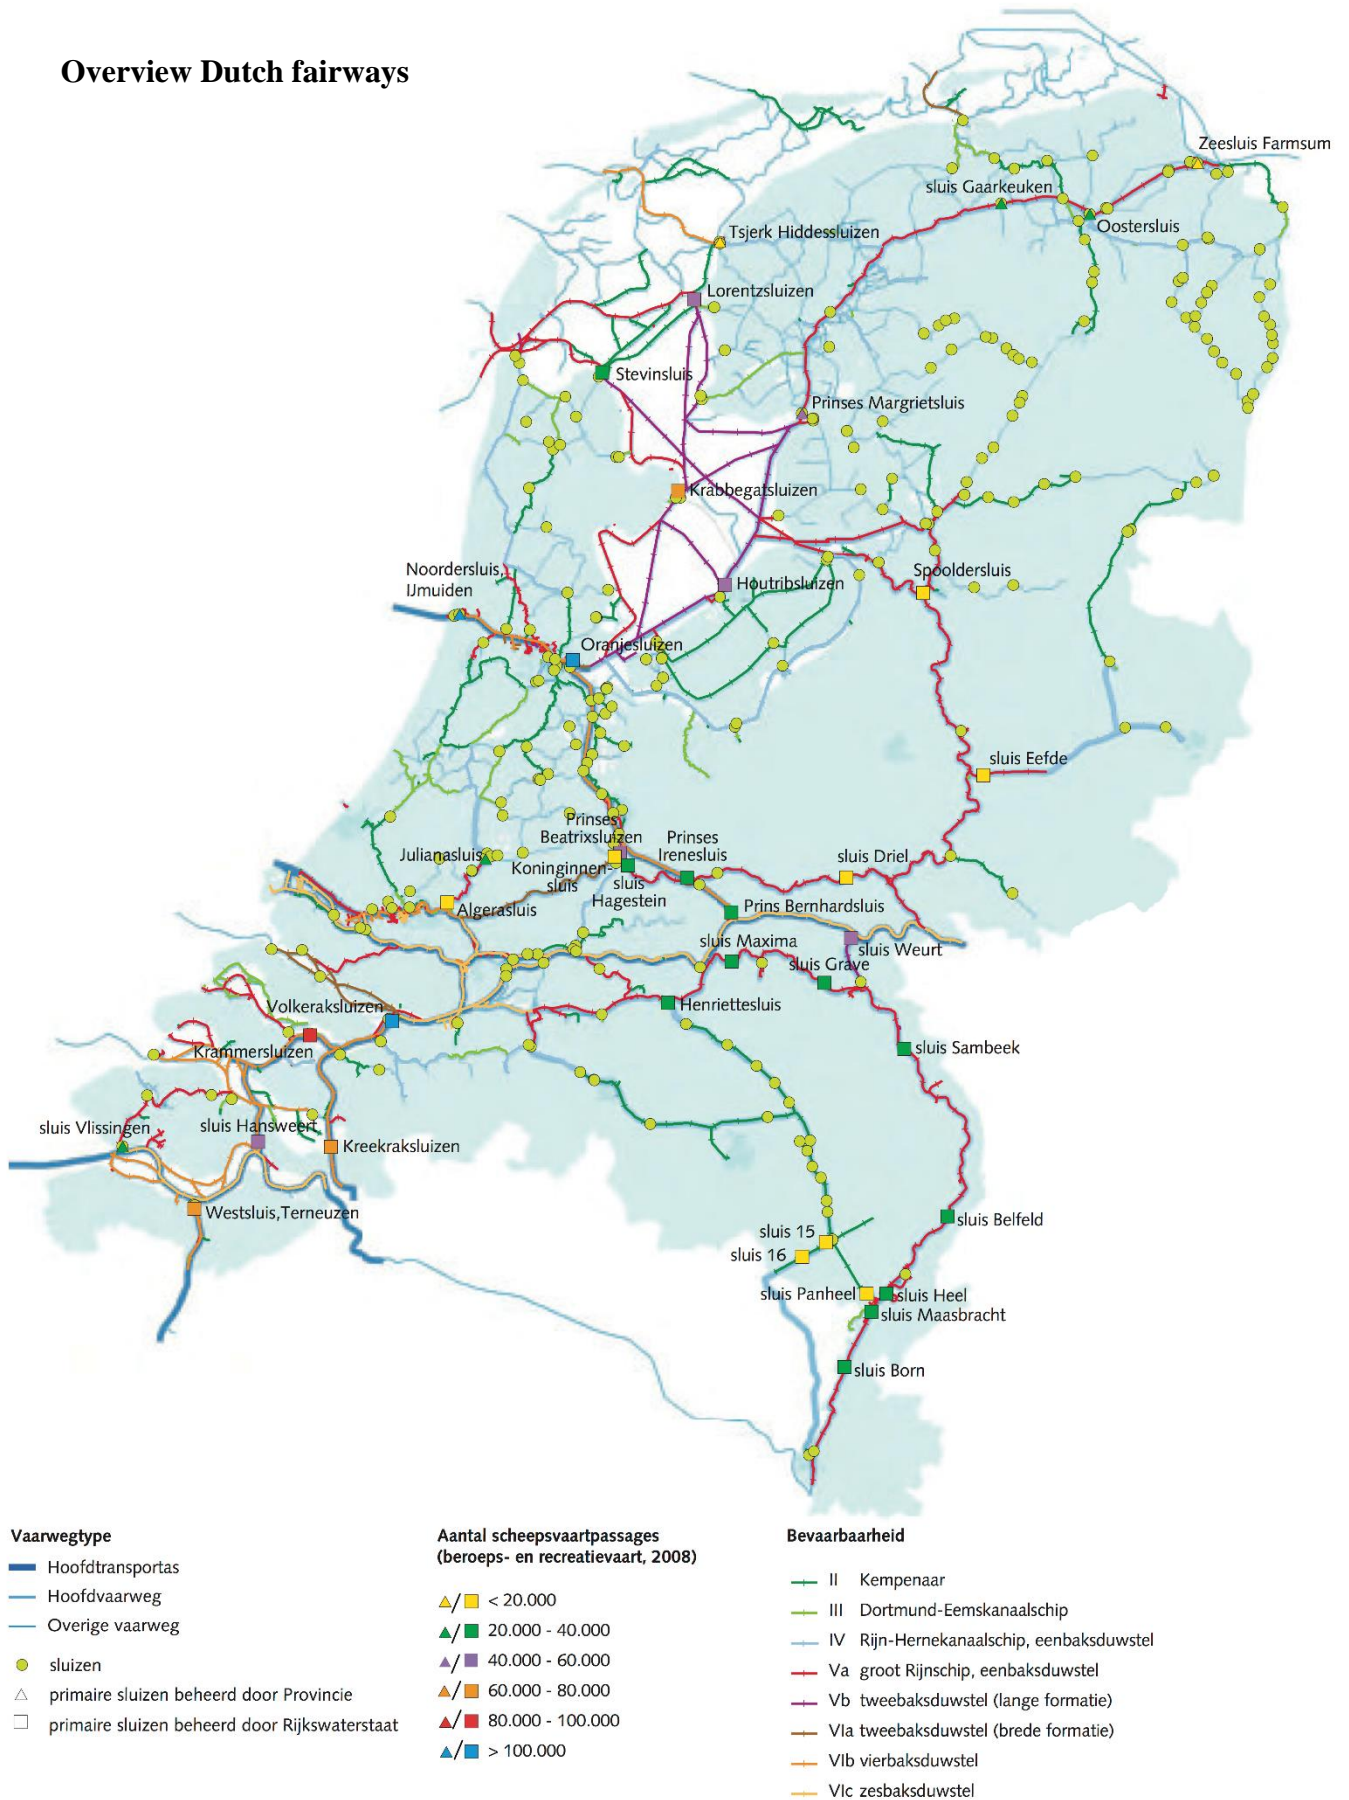 Overview Dutch fairways
Zeesluis Farmsum
sluis Gaarkeuken
Oostersluis
Tsjerk Hiddessluizen
Lorentzsluizen
Stevinsluis
Prinses Margrietsluis
Krabbegatsluizen
Noordersluis,
IJmuiden
Spooldersluis
Houtribsluizen
Oranjesluizen
sluis Eefde
Prinses
Beatrixsluizen
Prinses
Irenesluis
Julianasluis
Koninginnen-
sluis
sluis
Hagestein
sluis Driel
Algerasluis
Prins Bernhardsluis
sluis Maxima
sluis Weurt
sluis Grave
Volkeraksluizen
Henriettesluis
Krammersluizen
sluis Sambeek
sluis Vlissingen
sluis Hansweert
Kreekraksluizen
Westsluis,Terneuzen
sluis Belfeld
sluis 15
sluis 16
sluis Panheel
sluis Heel
sluis Maasbracht
sluis Born
Vaarwegtype
Hoofdtransportas
Hoofdvaarweg
Overige vaarweg
sluizen
primaire sluizen beheerd door Provincie
primaire sluizen beheerd door Rijkswaterstaat
Aantal scheepsvaartpassages
(beroeps- en recreatievaart, 2008)
/ < 20.000
/ 20.000 - 40.000
/ 40.000 - 60.000
/ 60.000 - 80.000
/ 80.000 - 100.000
/ > 100.000
Bevaarbaarheid
II Kempenaar
III Dortmund-Eemskanaalschip
IV Rijn-Hernekanaalschip, eenbaksduwstel
Va groot Rijnschip, eenbaksduwstel
Vb tweebaksduwstel (lange formatie)
VIa tweebaksduwstel (brede formatie)
VIb vierbaksduwstel
VIc zesbaksduwstel